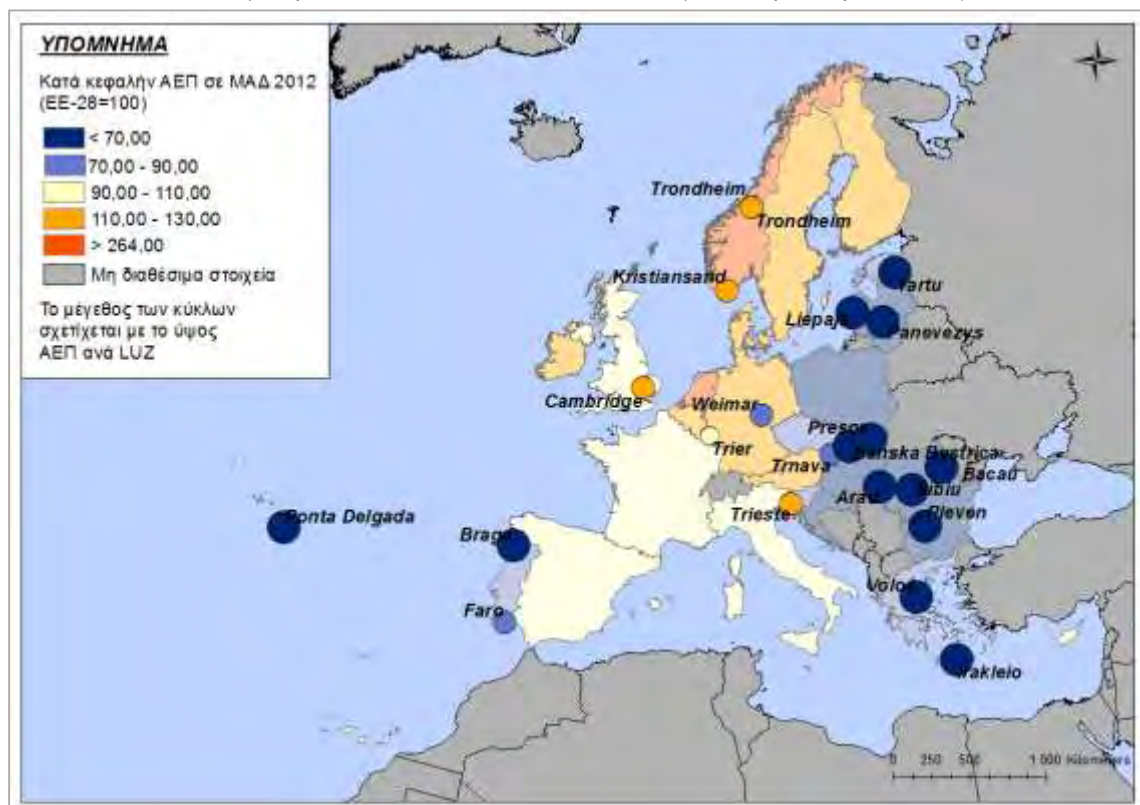 ΥΠΟΜΝΗΜΑ
Κατά κεφαλήν ΑΕΠ σε ΜΑΔ 2012
(ΕΕ-28=100)
< 70,00
70,00 - 90,00
90,00 - 110,00
110,00 - 130,00
> 264,00
Μη διαθέσιμα στοιχεία
Το μέγεθος των κύκλων
σχετίζεται με το ύψος
ΑΕΠ ανά LUZ
Trondheim
Trondheim
Kristiansand
Tartu
Liepaja
Panevezys
Cambridge
Weimar
Trier
Presov
Banska Bystrica
Trnava
Bacau
Arad
Sibiu
Trieste
Pleven
Ponta Delgada
Braga
Volos
Faro
Irakleio
0 250 500 1 000 Kilometers